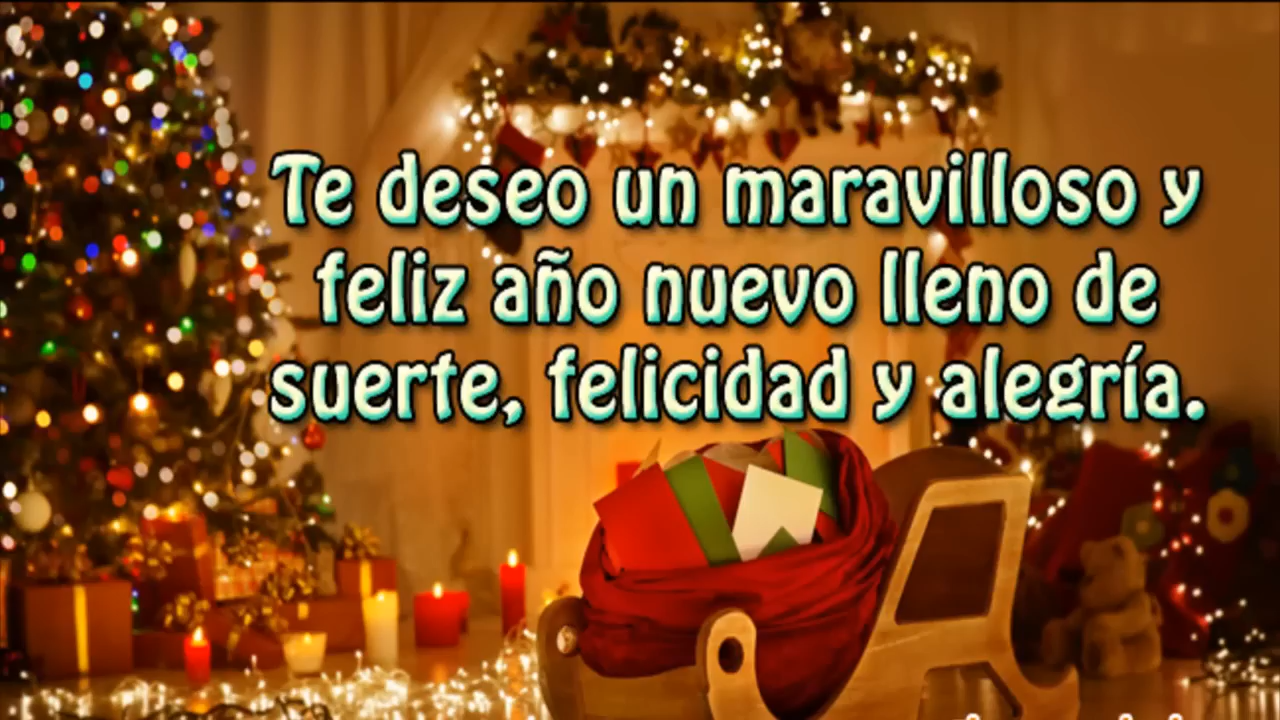 Te deseo un maravilloso y
feliz año nuevo lleno de
suerte, felicidad y alegría.